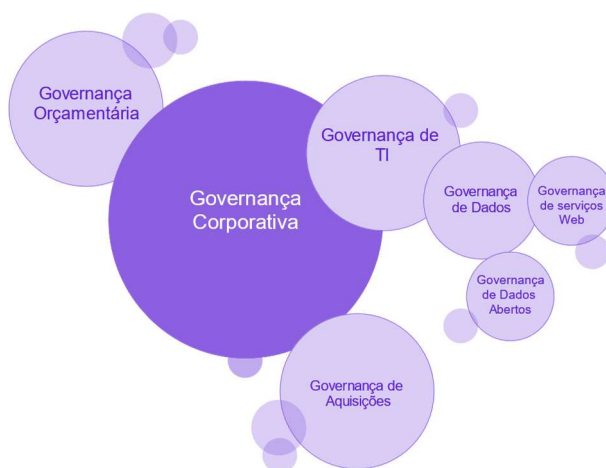 Governança
Orçamentária
Governança de
TI
Governança
Corporativa
Governança
de Dados
Governança
de serviços
Web
Governança
de Dados
Abertos
Governança de
Aquisições